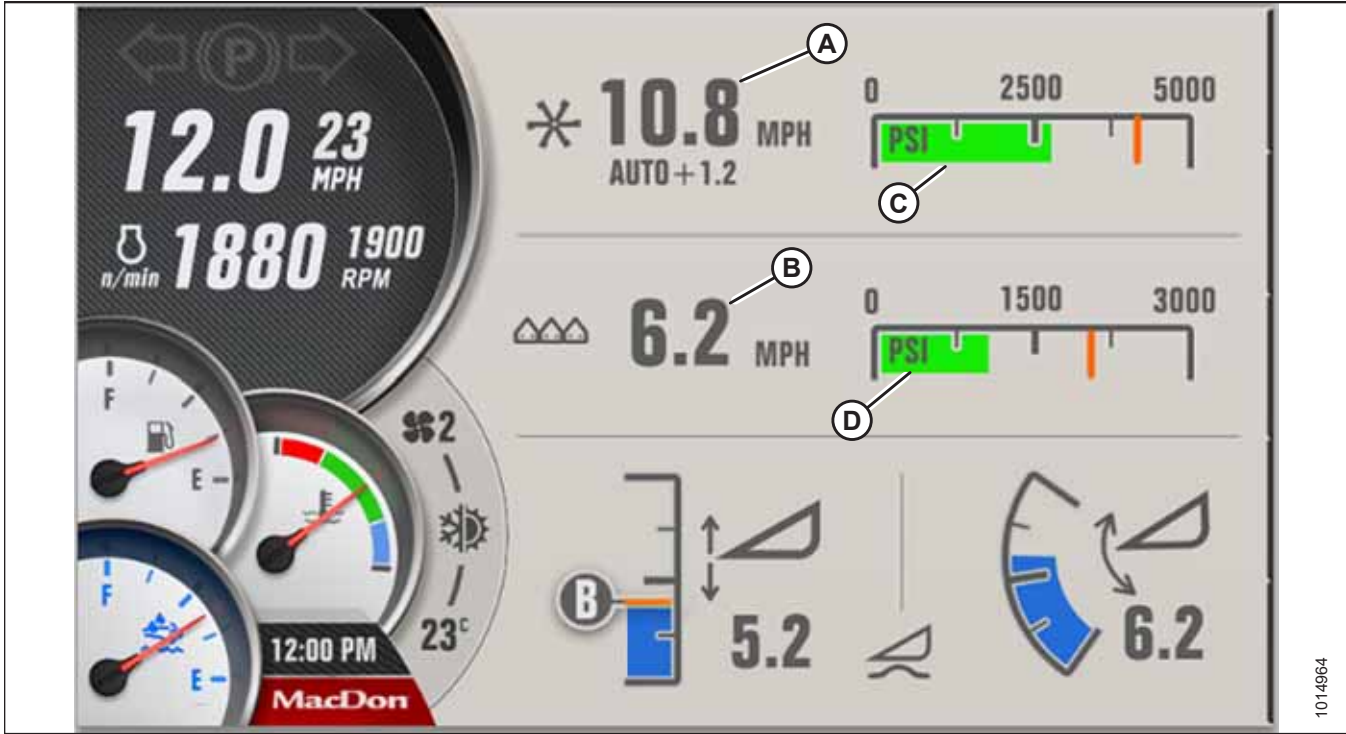 P
12.0 23 MPH
n/min 1880 1900 RPM
F
E
F
E
2
23°C
12:00 PM
MacDon
A
10.8 MPH
AUTO+1.2
0 2500 5000
PSI
C
B
6.2 MPH
0 1500 3000
PSI
D
B
5.2
6.2
1014964